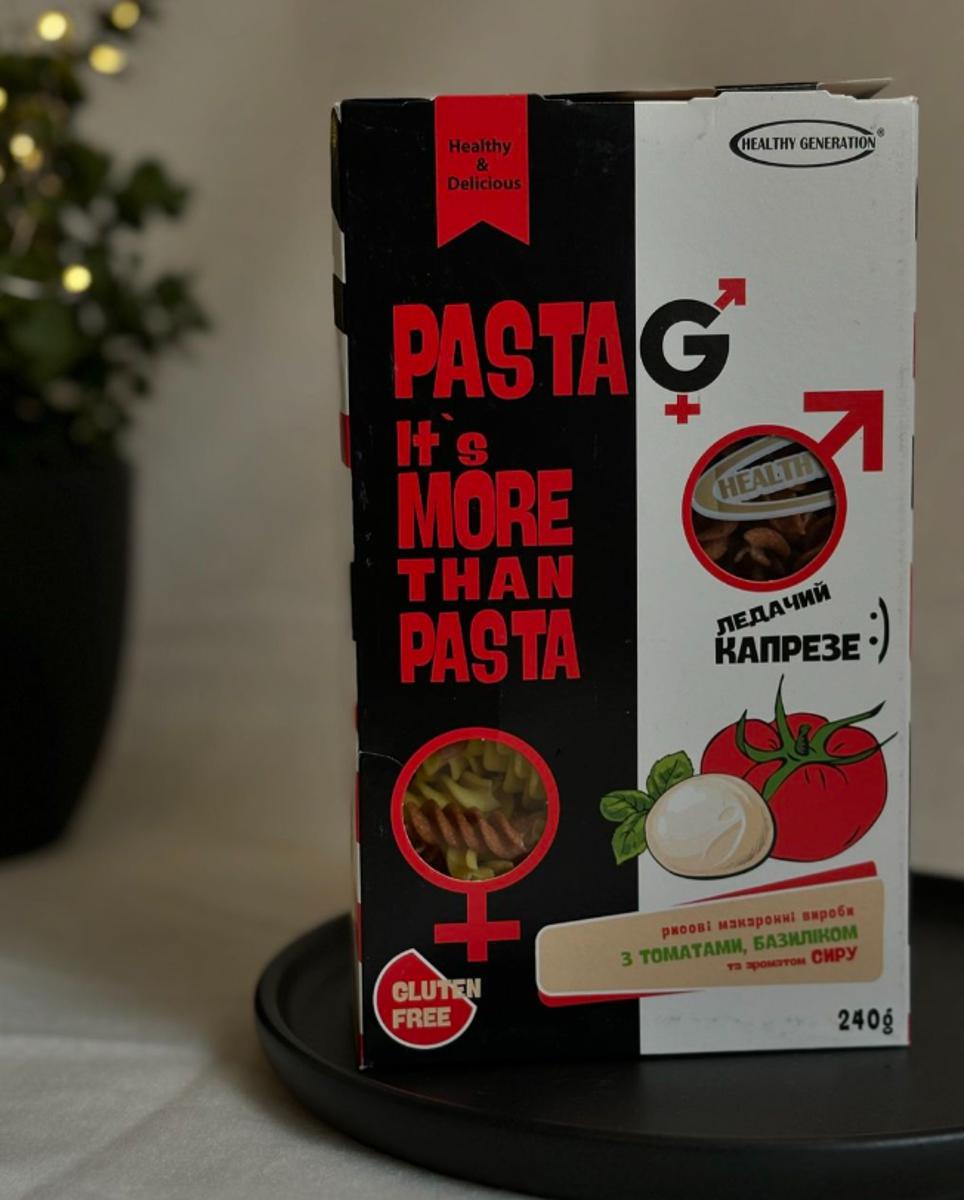 Healthy
&
Delicious
HEALTHY GENERATION®
PASTA G
It`s
MORE
THAN
PASTA
HEALTH
ЛЕДАЧИЙ
КАПРЕЗЕ :)
рисові макаронні вироби
З ТОМАТАМИ, БАЗИЛІКОМ
та ароматом СИРУ
GLUTEN
FREE
240g